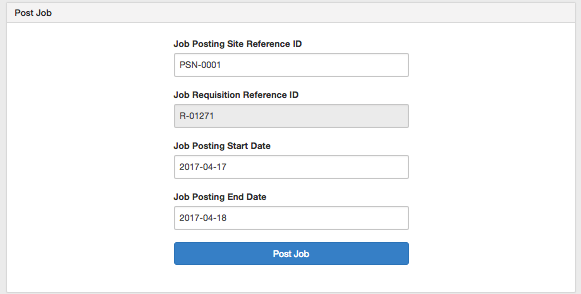 Post Job
Job Posting Site Reference ID
PSN-0001
Job Requisition Reference ID
R-01271
Job Posting Start Date
2017-04-17
Job Posting End Date
2017-04-18
Post Job